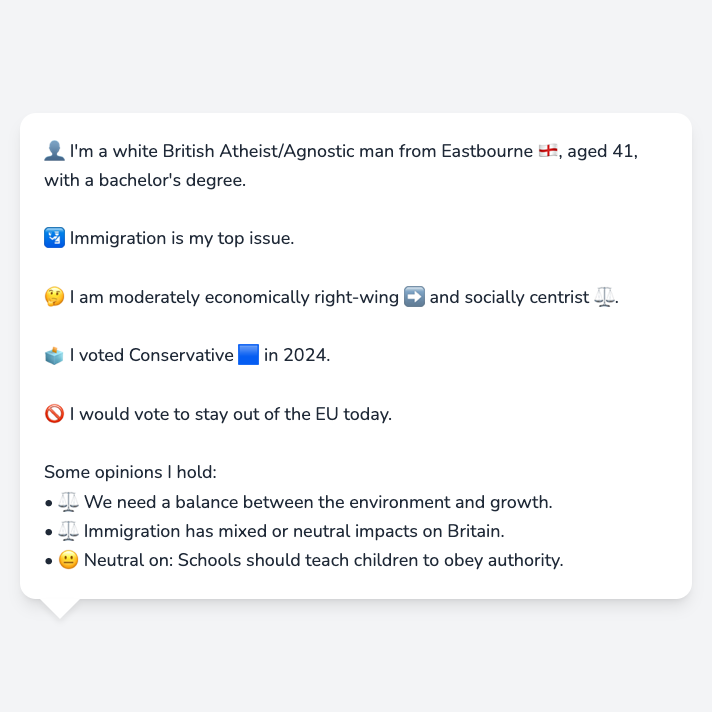 👤 I'm a white British Atheist/Agnostic man from Eastbourne 🏴󠁧󠁢󠁥󠁮󠁧󠁿, aged 41,
with a bachelor's degree.
🛂 Immigration is my top issue.
🤔 I am moderately economically right-wing ➡️ and socially centrist ⚖️.
🗳️ I voted Conservative 🟦 in 2024.
🚫 I would vote to stay out of the EU today.
Some opinions I hold:
• ⚖️ We need a balance between the environment and growth.
• ⚖️ Immigration has mixed or neutral impacts on Britain.
• 😐 Neutral on: Schools should teach children to obey authority.